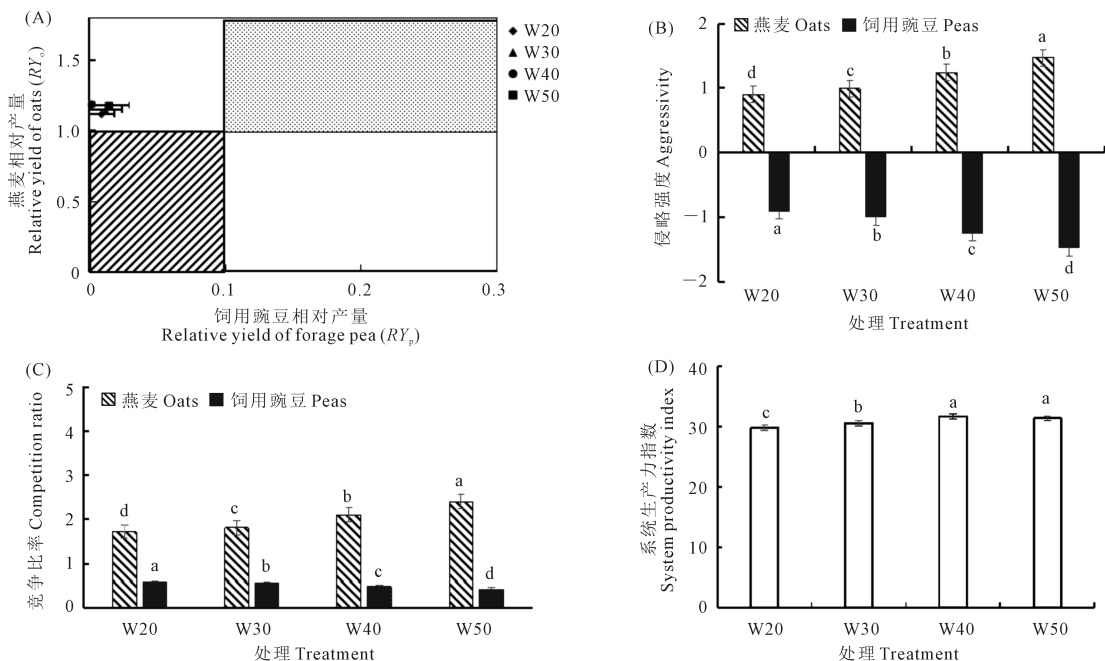 (A)
◆ W20
▲ W30
● W40
■ W50
1.5
1.0
0.5
0
0
0.1
0.2
0.3
燕麦相对产量
Relative yield of oats (RYo)
饲用豌豆相对产量
Relative yield of forage pea (RYp)
(B)
燕麦 Oats 饲用豌豆 Peas
2
1
0
−1
−2
d
c
b
a
a
b
c
d
侵略强度 Aggressivity
W20 W30 W40 W50
处理 Treatment
(C)
燕麦 Oats 饲用豌豆 Peas
5
4
3
2
1
0
d
a
c
b
b
c
a
d
竞争比率 Competition ratio
W20 W30 W40 W50
处理 Treatment
(D)
40
30
20
10
0
c
b
a
a
系统生产力指数
System productivity index
W20 W30 W40 W50
处理 Treatment